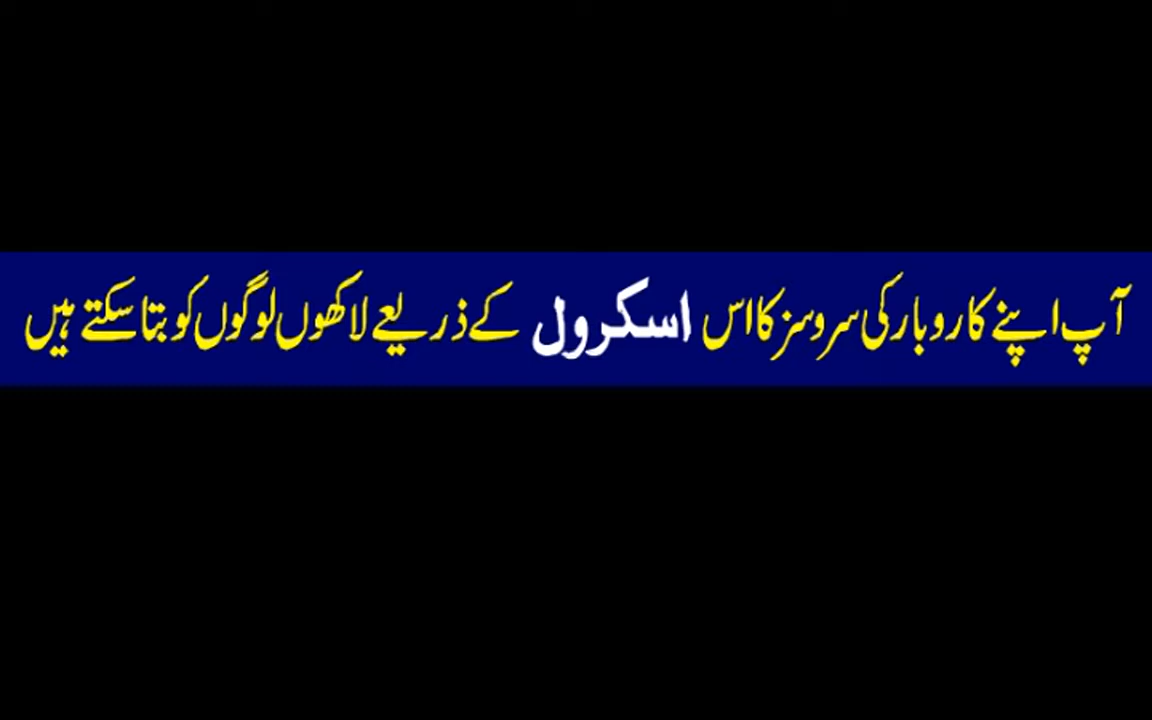 آپ اپنے کاروبار کی سروسز کا اس اسکرول کے ذریعے لاکھوں لوگوں کو بتا سکتے ہیں